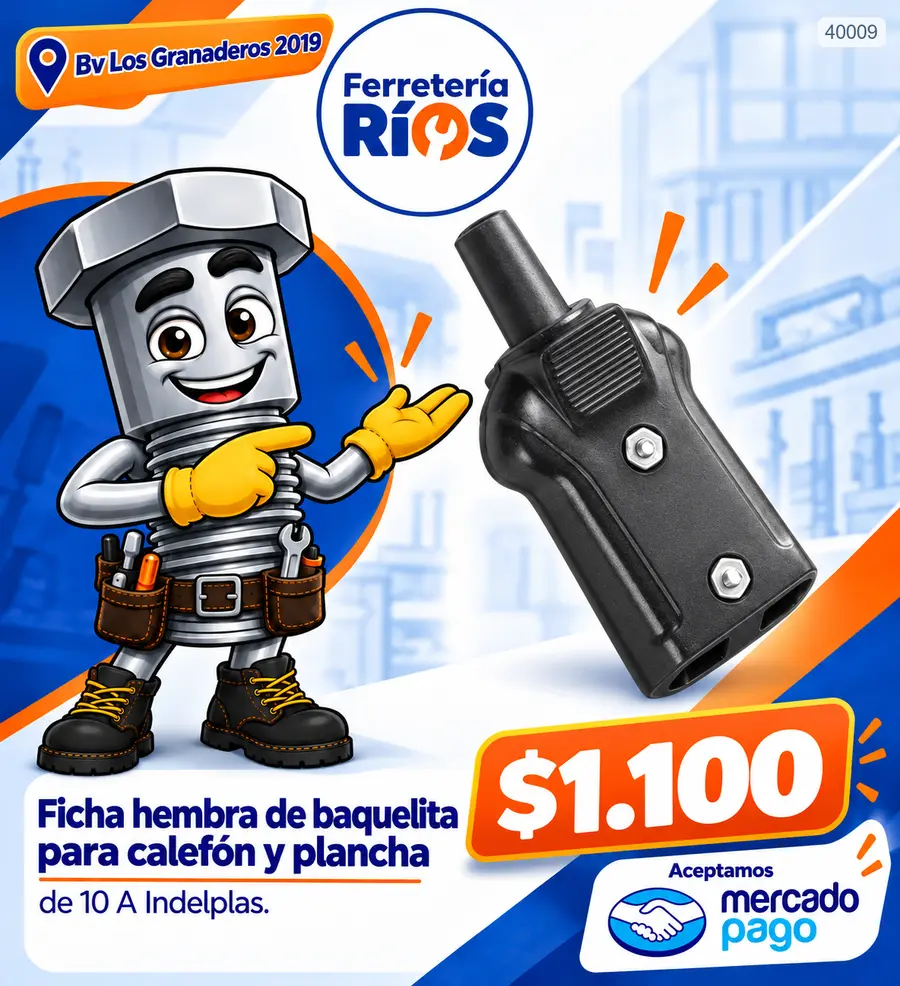 Bv Los Granaderos 2019
Ferretería
RÍOS
40009
$1.100
Ficha hembra de baquelita
para calefón y plancha
de 10 A Indelplas.
Aceptamos
mercado
pago